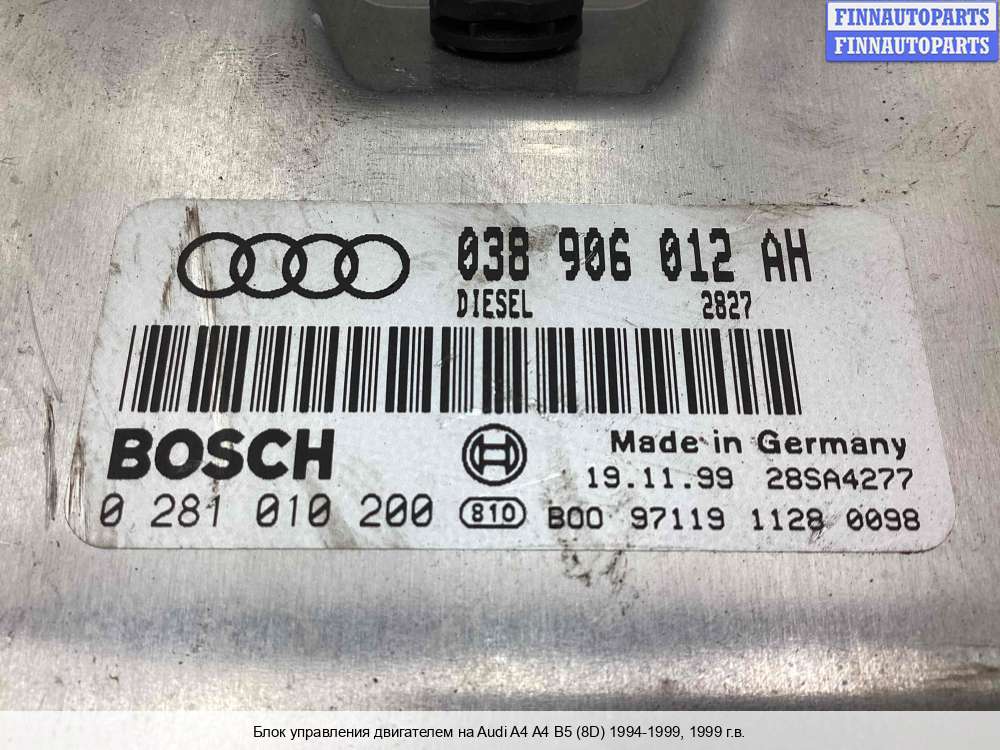 FINNAUTOPARTS
FINNAUTOPARTS
038 906 012 AH
DIESEL 2827
BOSCH
Made in Germany
19.11.99 28SA4277
0 281 010 200 810 B00 97119 1128 0098
Блок управления двигателем на Audi A4 A4 B5 (8D) 1994-1999, 1999 г.в.